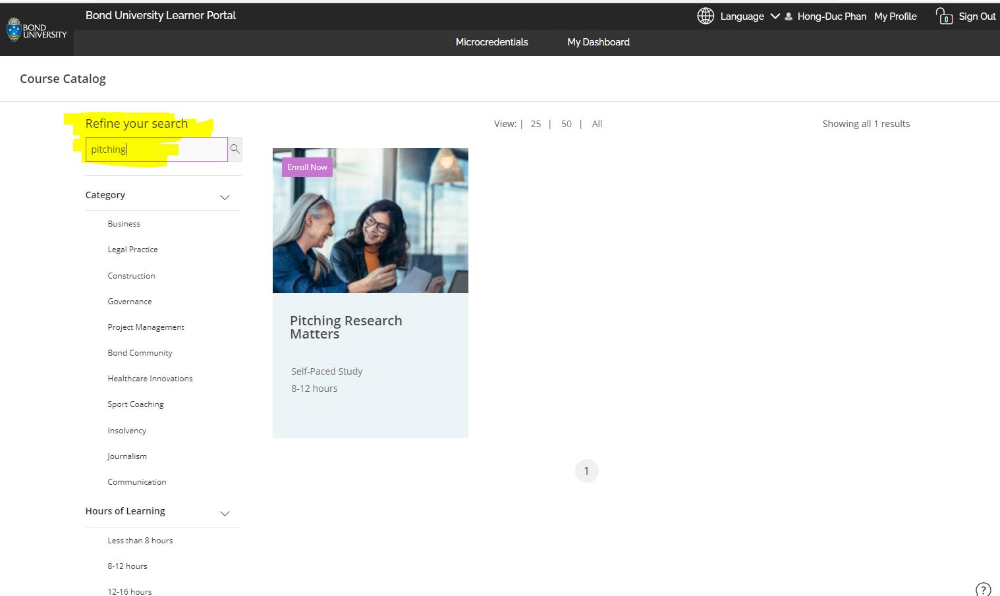 Bond University Learner Portal
BOND
UNIVERSITY
Language
Hong-Duc Phan
My Profile
0
Sign Out
Microcredentials
My Dashboard
Course Catalog
Refine your search
pitching
View: | 25 | 50 | All
Showing all 1 results
Enroll Now
Category
Business
Legal Practice
Construction
Governance
Project Management
Bond Community
Healthcare Innovations
Sport Coaching
Insolvency
Journalism
Communication
Hours of Learning
Less than 8 hours
8-12 hours
12-16 hours
Pitching Research
Matters
Self-Paced Study
8-12 hours
1
?